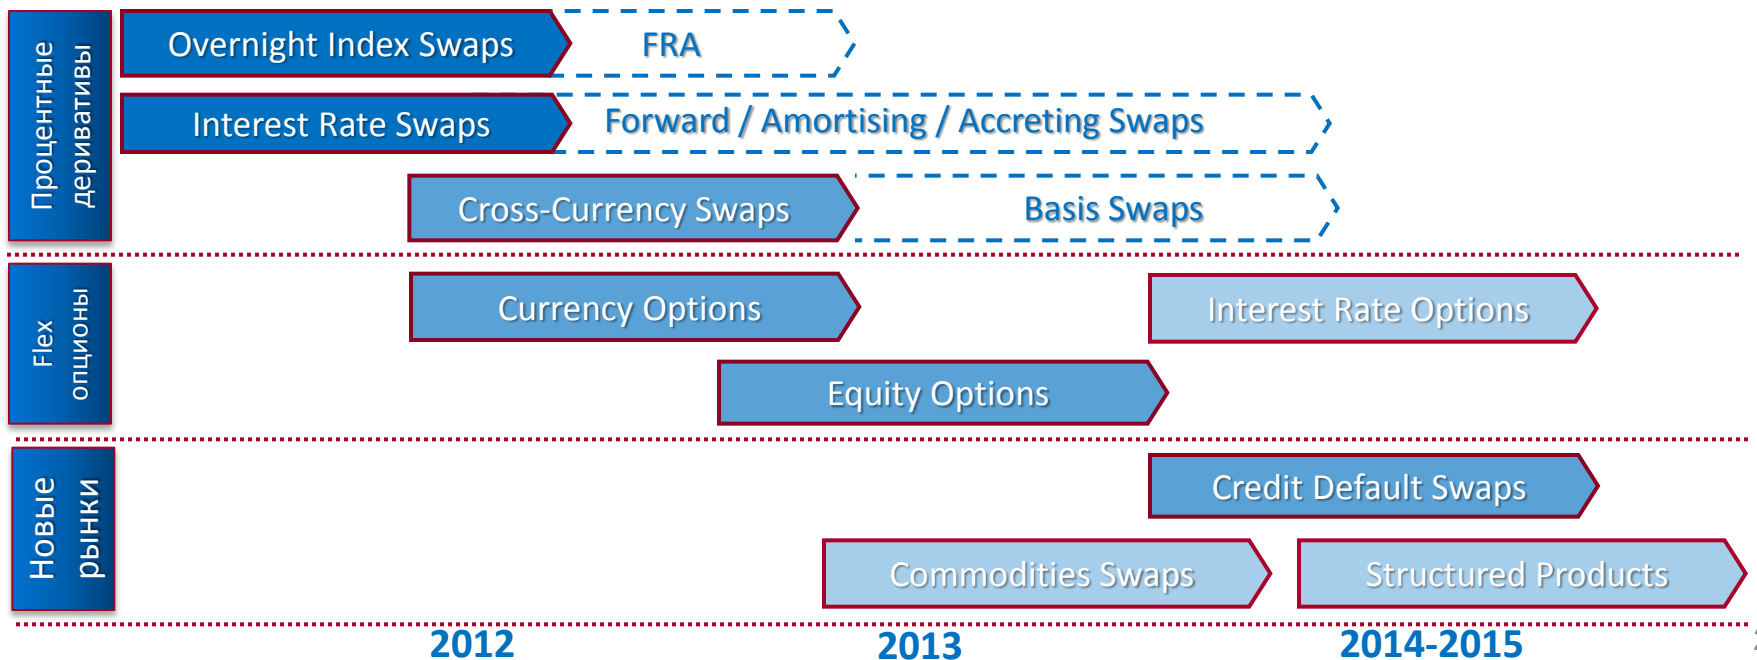 Процентные
деривативы
Overnight Index Swaps
FRA
Interest Rate Swaps
Forward / Amortising / Accreting Swaps
Cross-Currency Swaps
Basis Swaps
Flex
опционы
Currency Options
Interest Rate Options
Equity Options
Новые
рынки
Credit Default Swaps
Commodities Swaps
Structured Products
2012
2013
2014-2015